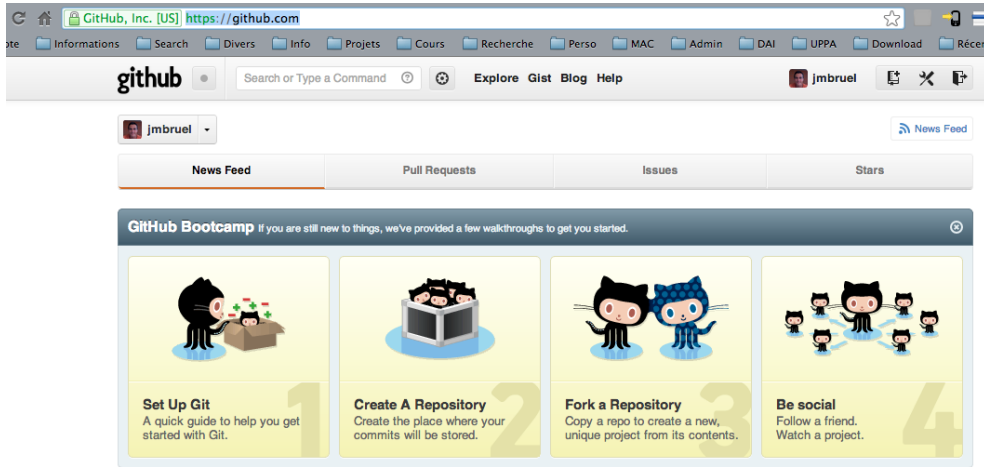 GitHub, Inc. [US] https://github.com
ote Informations Search Divers Info Projets Cours Recherche Perso MAC Admin DAI UPPA Download Récer
github Search or Type a Command ? Explore Gist Blog Help jmbruel
jmbruel News Feed
News Feed Pull Requests Issues Stars
GitHub Bootcamp If you are still new to things, we've provided a few walkthroughs to get you started.
1 2 3 4
Set Up Git
A quick guide to help you get
started with Git.
Create A Repository
Create the place where your
commits will be stored.
Fork a Repository
Copy a repo to create a new,
unique project from its contents.
Be social
Follow a friend.
Watch a project.